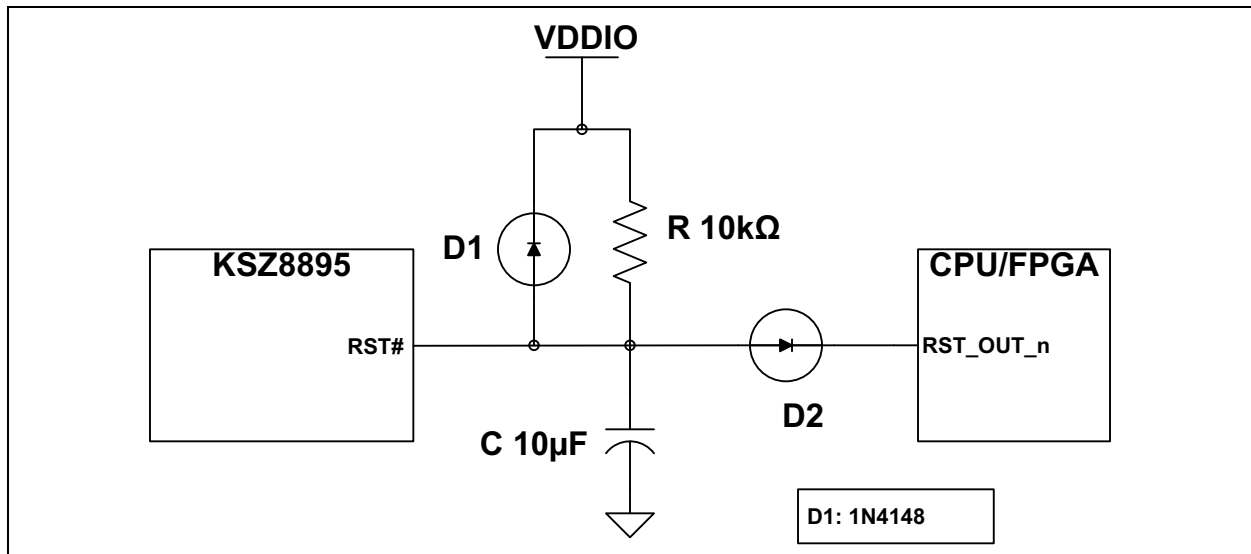 VDDIO
D1
R 10kΩ
KSZ8895
CPU/FPGA
RST#
RST_OUT_n
D2
C 10µF
D1: 1N4148